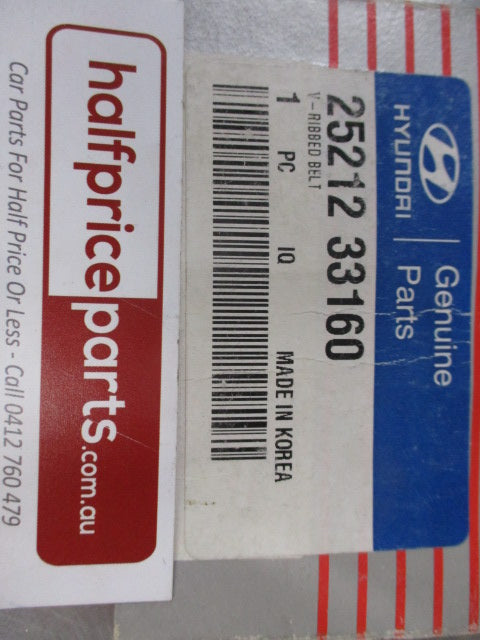 HYUNDAI
Genuine
Parts
25212 33160
V-RIBBED BELT
1 PC IQ MADE IN KOREA
halfpriceparts.com.au
Car Parts For Half Price Or Less - Call 0412 760 479